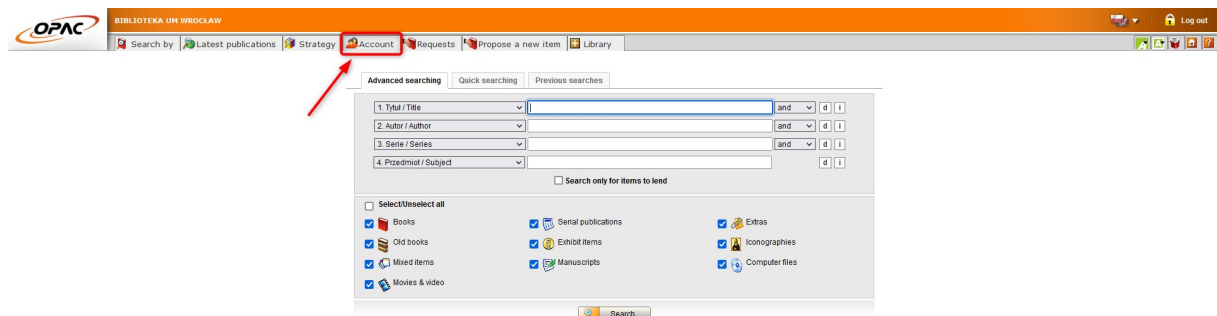 OPAC
BIBLIOTEKA UM WROCŁAW
Log out
Search by Latest publications Strategy Account Requests Propose a new item Library
Advanced searching Quick searching Previous searches
1. Tytuł / Title and d i
2. Autor / Author and d i
3. Serie / Series and d i
4. Przedmiot / Subject d i
Search only for items to lend
Select/Unselect all
Books Serial publications Extras
Old books Exhibit items Iconographies
Mixed items Manuscripts Computer files
Movies & video
Search